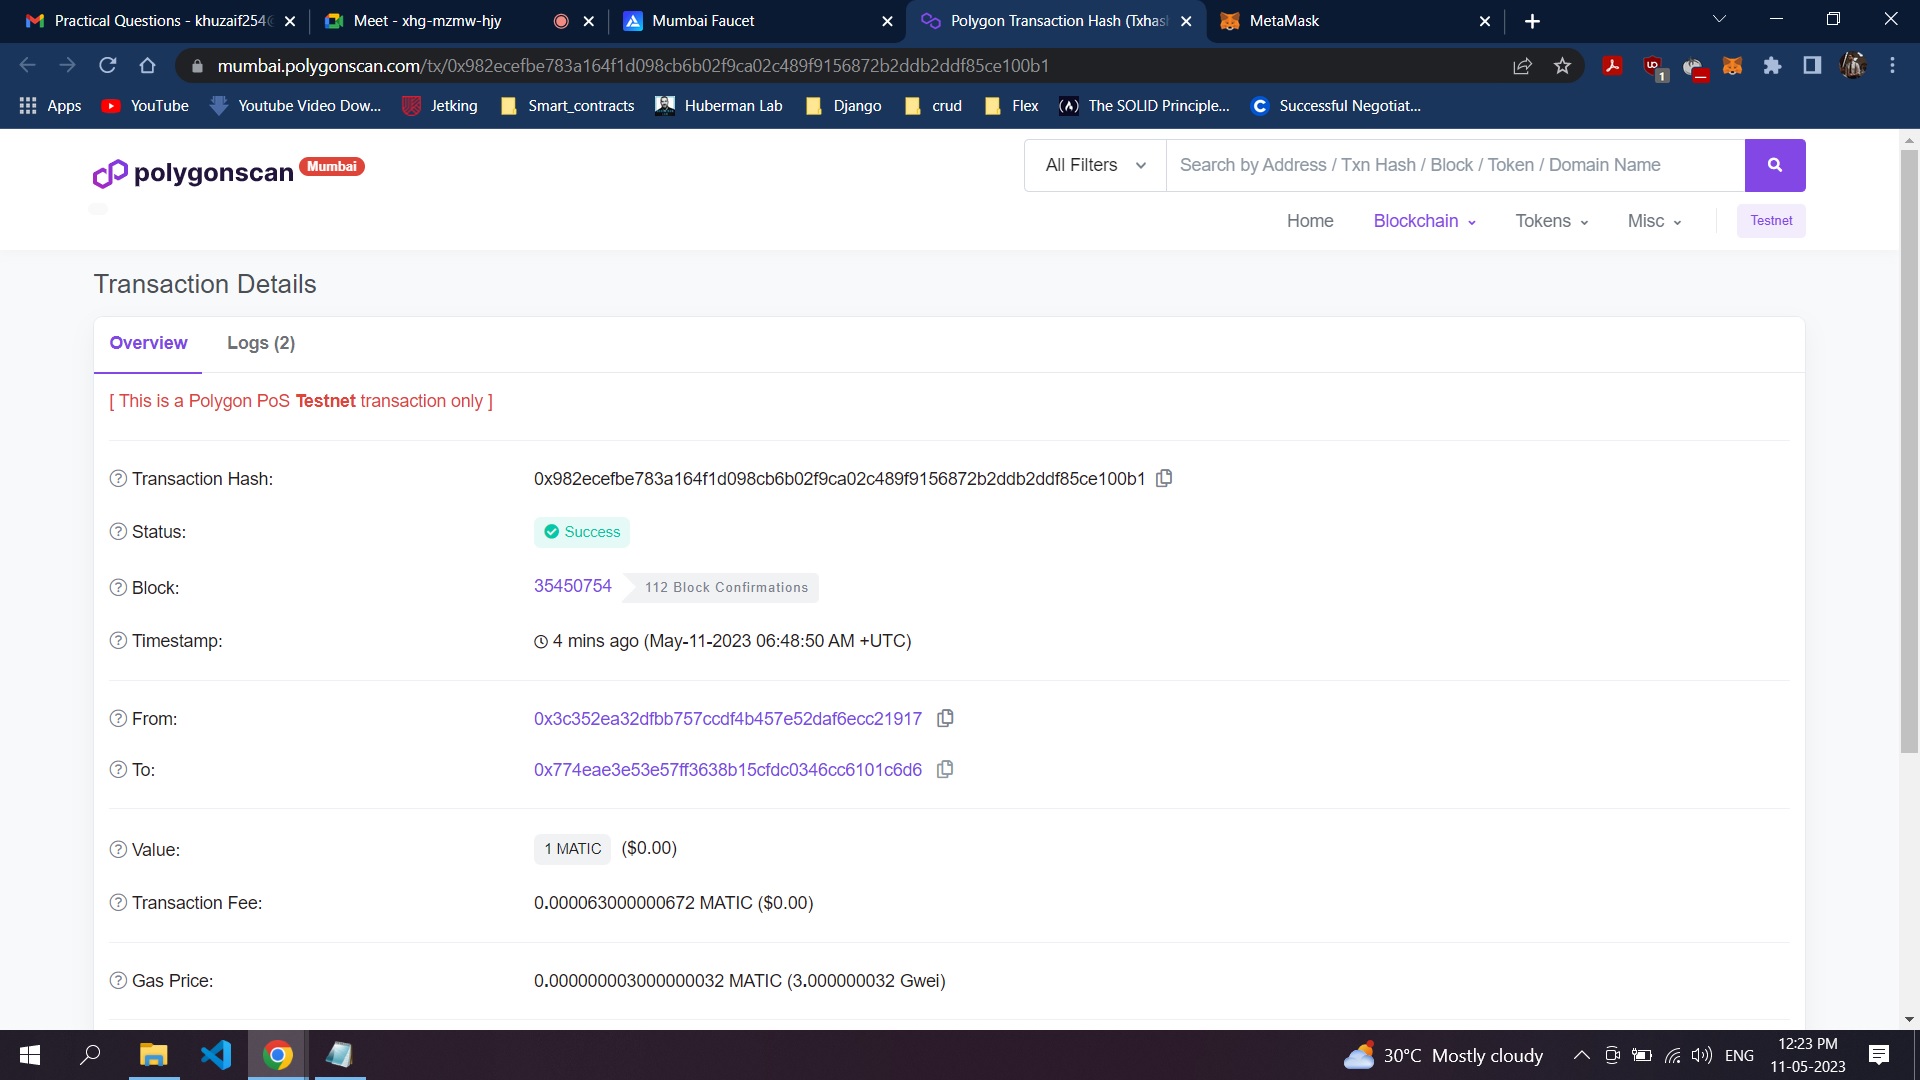 Practical Questions - khuzaif254
Meet - xhg-mzmw-hjy
Mumbai Faucet
Polygon Transaction Hash (Txhas
MetaMask
mumbai.polygonscan.com/tx/0x982ecefbe783a164f1d098cb6b02f9ca02c489f9156872b2ddb2ddf85ce100b1
1
Apps
YouTube
Youtube Video Dow...
Jetking
Smart_contracts
Huberman Lab
Django
crud
Flex
The SOLID Principle...
Successful Negotiat...
polygonscan Mumbai
All Filters
Search by Address / Txn Hash / Block / Token / Domain Name
Home
Blockchain
Tokens
Misc
Testnet
Transaction Details
Overview
Logs (2)
[ This is a Polygon PoS Testnet transaction only ]
Transaction Hash:
0x982ecefbe783a164f1d098cb6b02f9ca02c489f9156872b2ddb2ddf85ce100b1
Status:
Success
Block:
35450754
112 Block Confirmations
Timestamp:
4 mins ago (May-11-2023 06:48:50 AM +UTC)
From:
0x3c352ea32dfbb757ccdf4b457e52daf6ecc21917
To:
0x774eae3e53e57ff3638b15cfdc0346cc6101c6d6
Value:
1 MATIC ($0.00)
Transaction Fee:
0.000063000000672 MATIC ($0.00)
Gas Price:
0.000000003000000032 MATIC (3.000000032 Gwei)
30°C Mostly cloudy
ENG
12:23 PM
11-05-2023